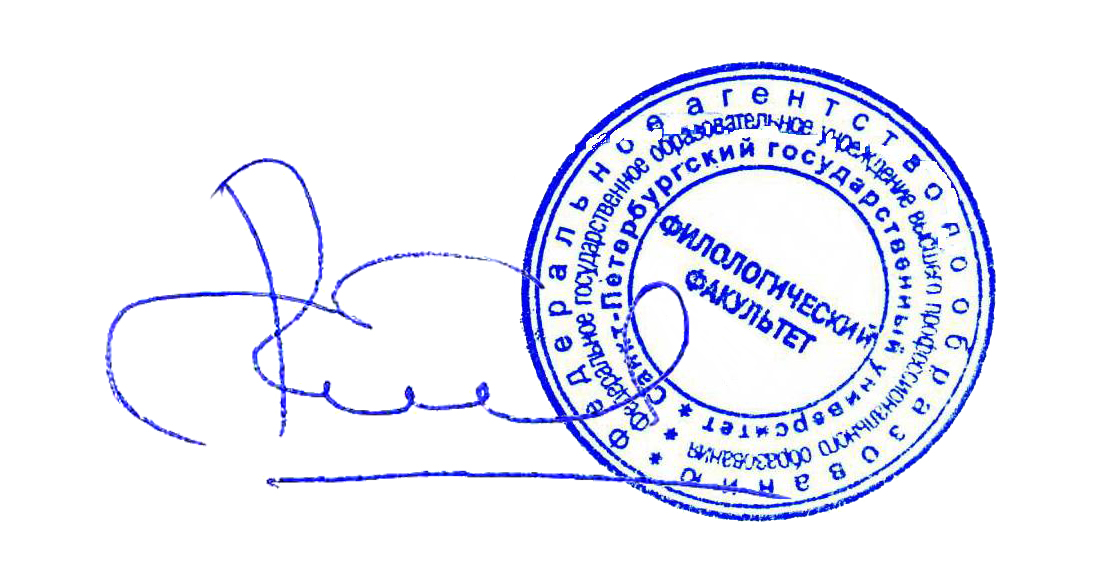 Федеральное агентство по образованию *
Федеральное государственное образовательное учреждение высшего профессионального образования
Санкт-Петербургский государственный университет *
ФИЛОЛОГИЧЕСКИЙ
ФАКУЛЬТЕТ